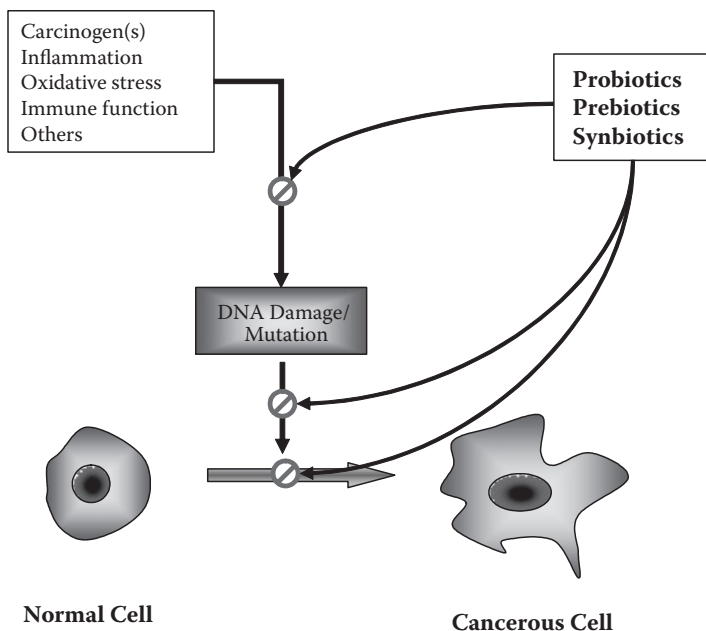 Carcinogen(s)
Inflammation
Oxidative stress
Immune function
Others
Probiotics
Prebiotics
Synbiotics
DNA Damage/
Mutation
Normal Cell
Cancerous Cell